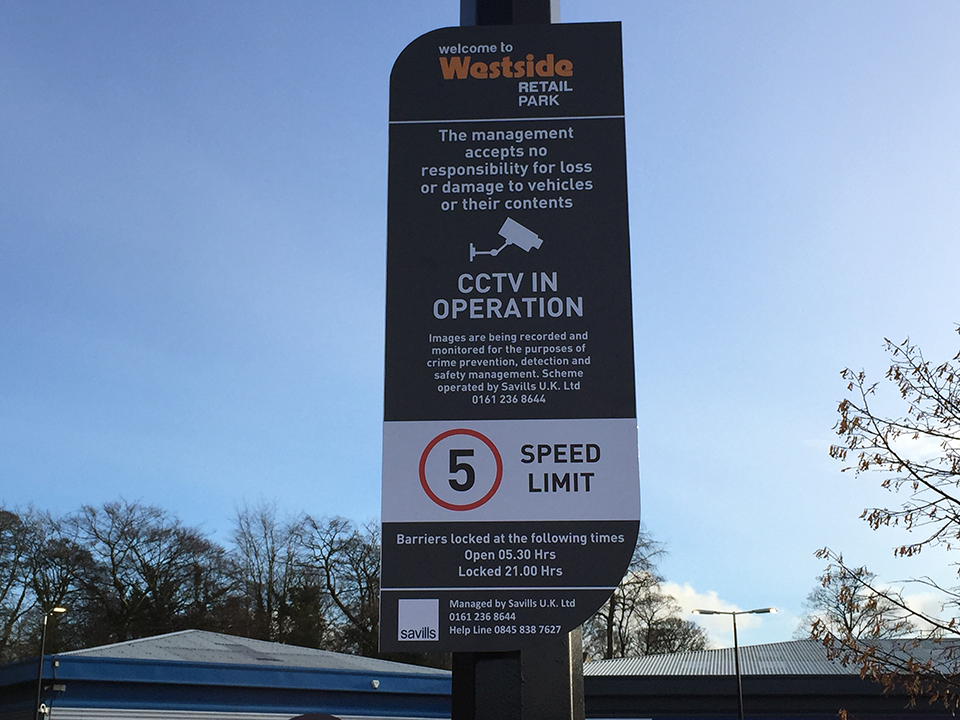 welcome to
Westside
RETAIL
PARK
The management
accepts no
responsibility for loss
or damage to vehicles
or their contents
CCTV IN
OPERATION
Images are being recorded and
monitored for the purposes of
crime prevention, detection and
safety management. Scheme
operated by Savills U.K. Ltd
0161 236 8644
5
SPEED
LIMIT
Barriers locked at the following times
Open 05.30 Hrs
Locked 21.00 Hrs
savills
Managed by Savills U.K. Ltd
0161 236 8644
Help Line 0845 838 7627